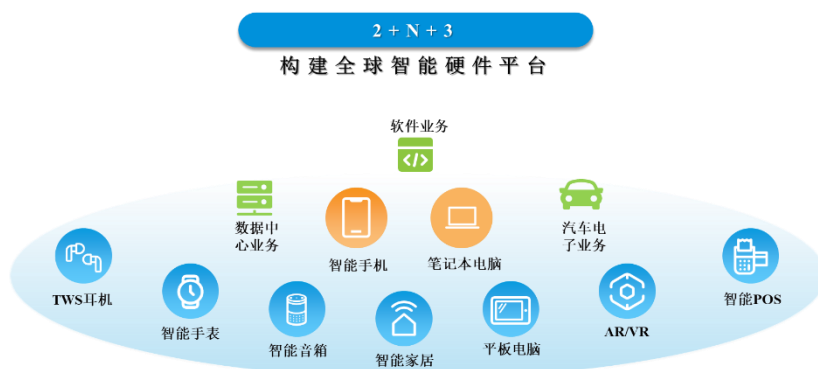 2 + N + 3
构建全球智能硬件平台
软件业务
数据中
心业务
智能手机
笔记本电脑
汽车电
子业务
TWS耳机
智能手表
智能音箱
智能家居
平板电脑
AR/VR
智能POS